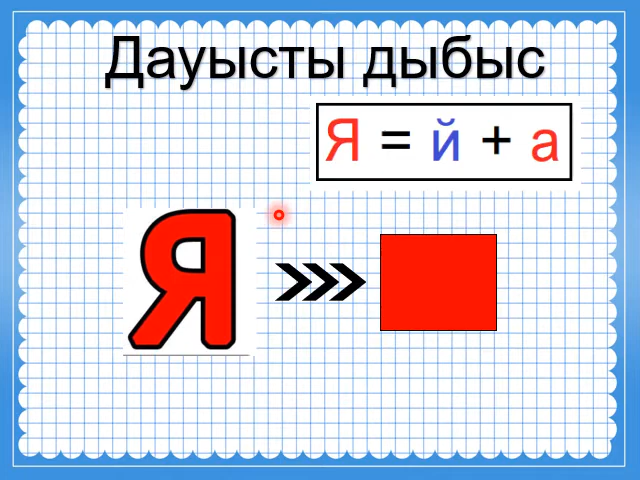 Дауысты дыбыс
Я = й + а
Я